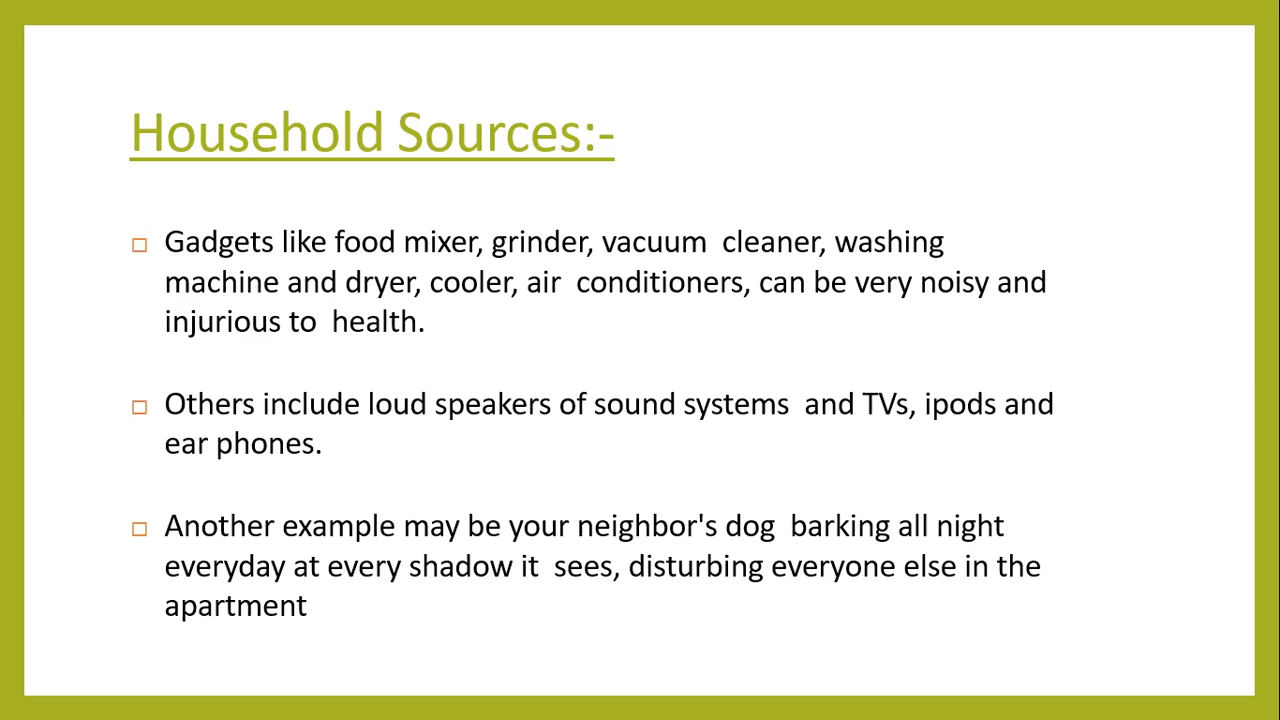 Household Sources:-
Gadgets like food mixer, grinder, vacuum  cleaner, washing
machine and dryer, cooler, air  conditioners, can be very noisy and
injurious to  health.
Others include loud speakers of sound systems  and TVs, ipods and
ear phones.
Another example may be your neighbor's dog  barking all night
everyday at every shadow it  sees, disturbing everyone else in the
apartment